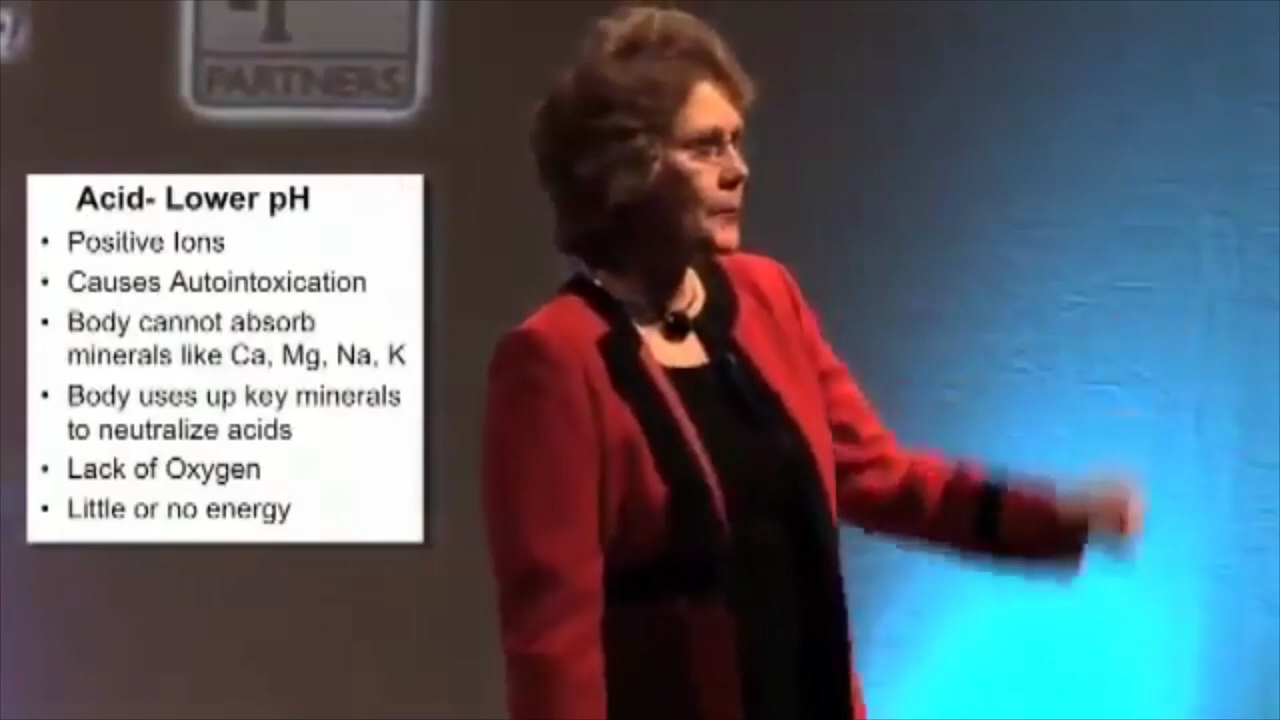 PARTNERS
Acid- Lower pH
• Positive Ions
• Causes Autointoxication
• Body cannot absorb
minerals like Ca, Mg, Na, K
• Body uses up key minerals
to neutralize acids
• Lack of Oxygen
• Little or no energy